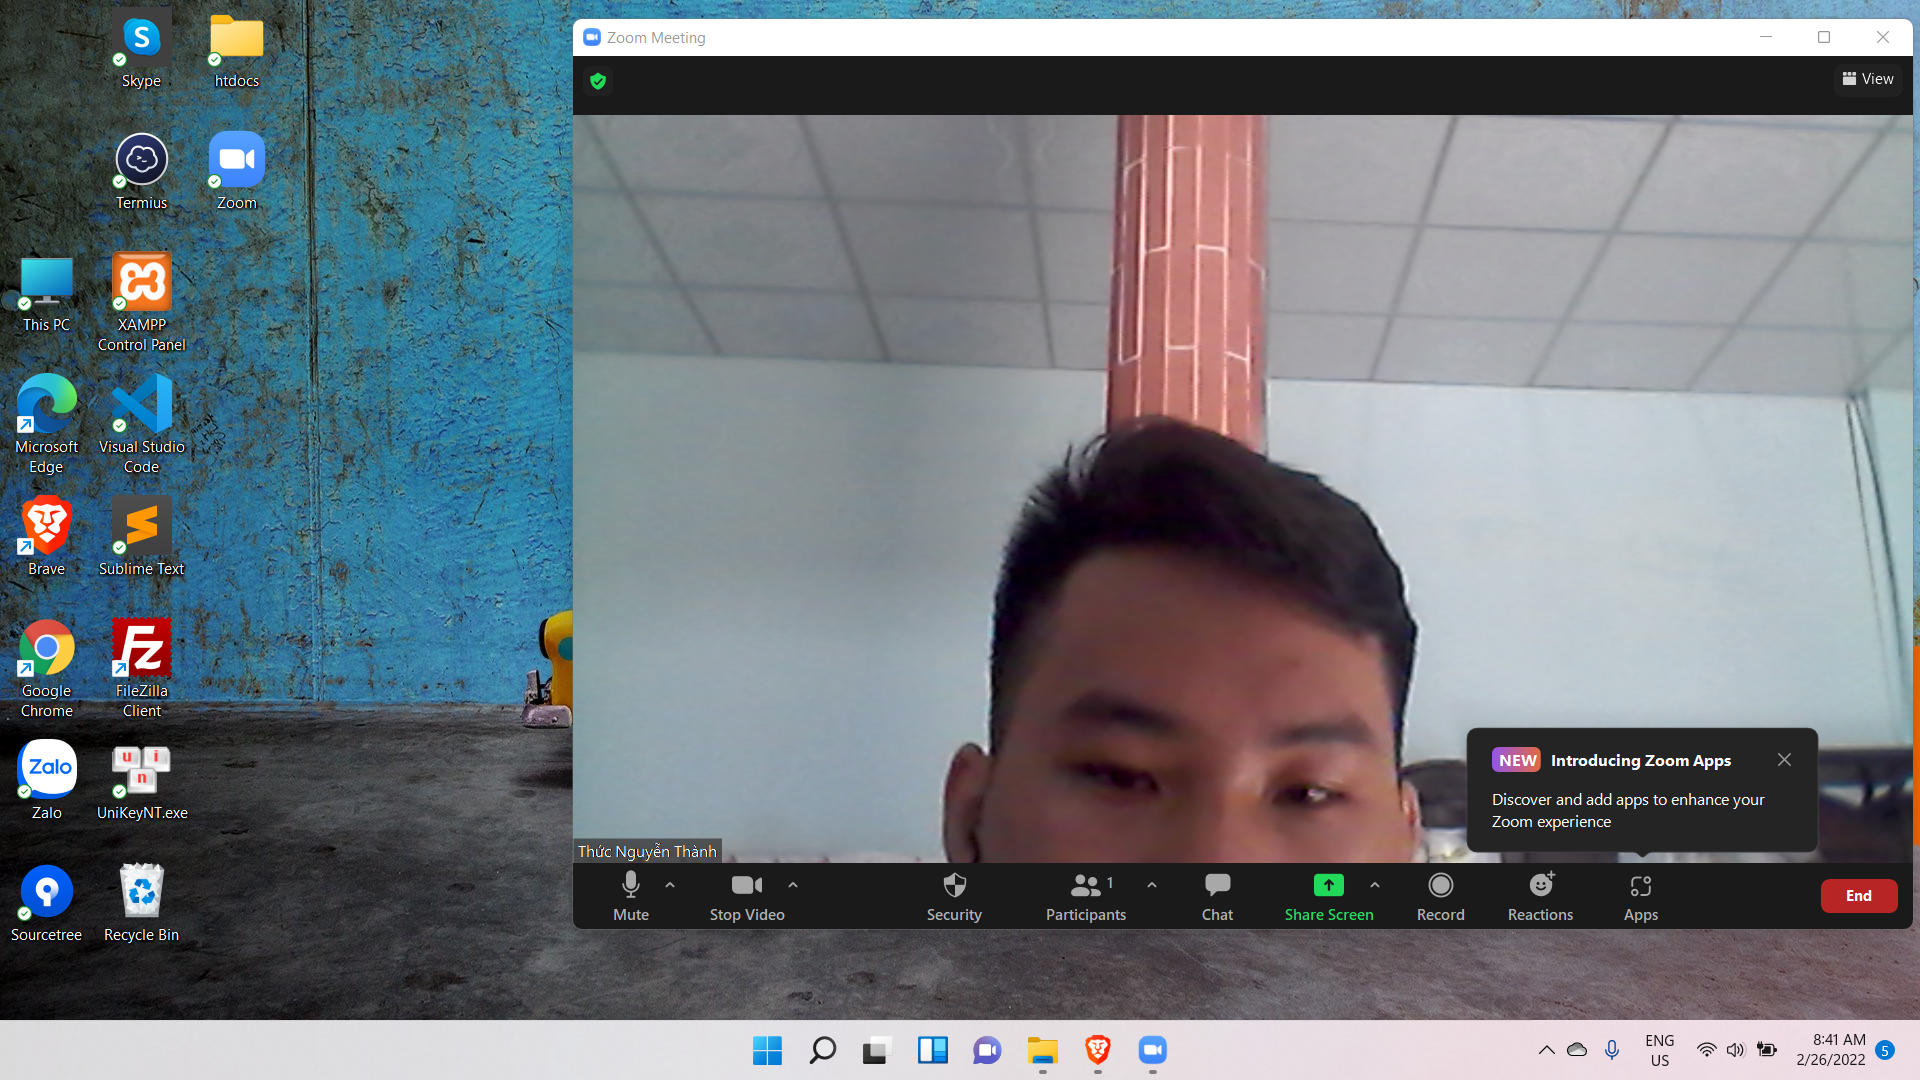 Skype
htdocs
Termius
Zoom
This PC
XAMPP
Control Panel
Microsoft
Edge
Visual Studio
Code
Brave
Sublime Text
Google
Chrome
FileZilla
Client
Zalo
Zalo
u i
n
UniKeyNT.exe
Sourcetree
Recycle Bin
Zoom Meeting
View
NEW Introducing Zoom Apps
Discover and add apps to enhance your
Zoom experience
Thức Nguyễn Thành
Mute
Stop Video
Security
Participants 1
Chat
Share Screen
Record
Reactions
Apps
End
ENG
US
8:41 AM
2/26/2022
5